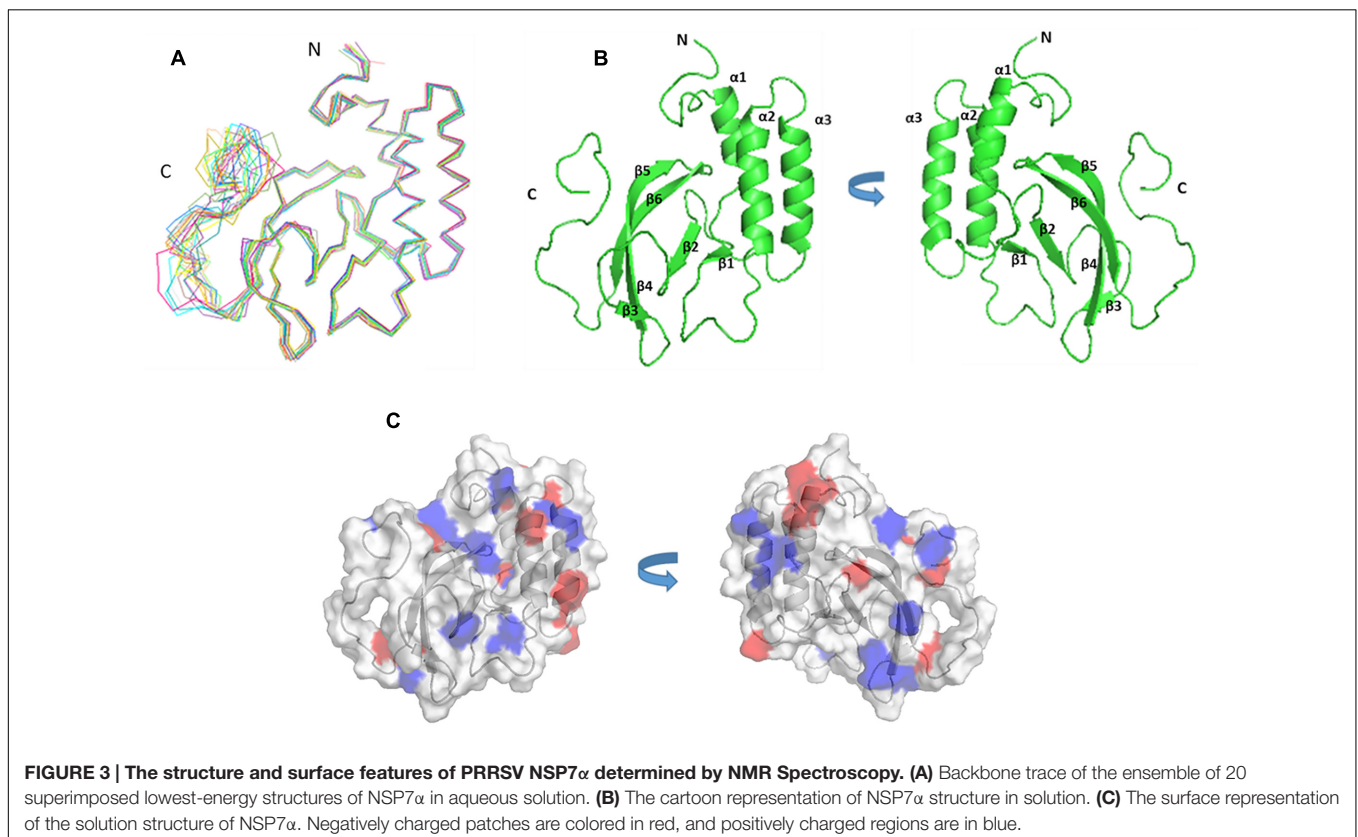 A
N
C
B
N
α1
α2
α3
β5
β6
C
β2
β1
β4
β3
N
α1
α3
α2
β5
C
β6
β2
β1
β4
β3
C
FIGURE 3 | The structure and surface features of PRRSV NSP7α determined by NMR Spectroscopy. (A) Backbone trace of the ensemble of 20
superimposed lowest-energy structures of NSP7α in aqueous solution. (B) The cartoon representation of NSP7α structure in solution. (C) The surface representation
of the solution structure of NSP7α. Negatively charged patches are colored in red, and positively charged regions are in blue.